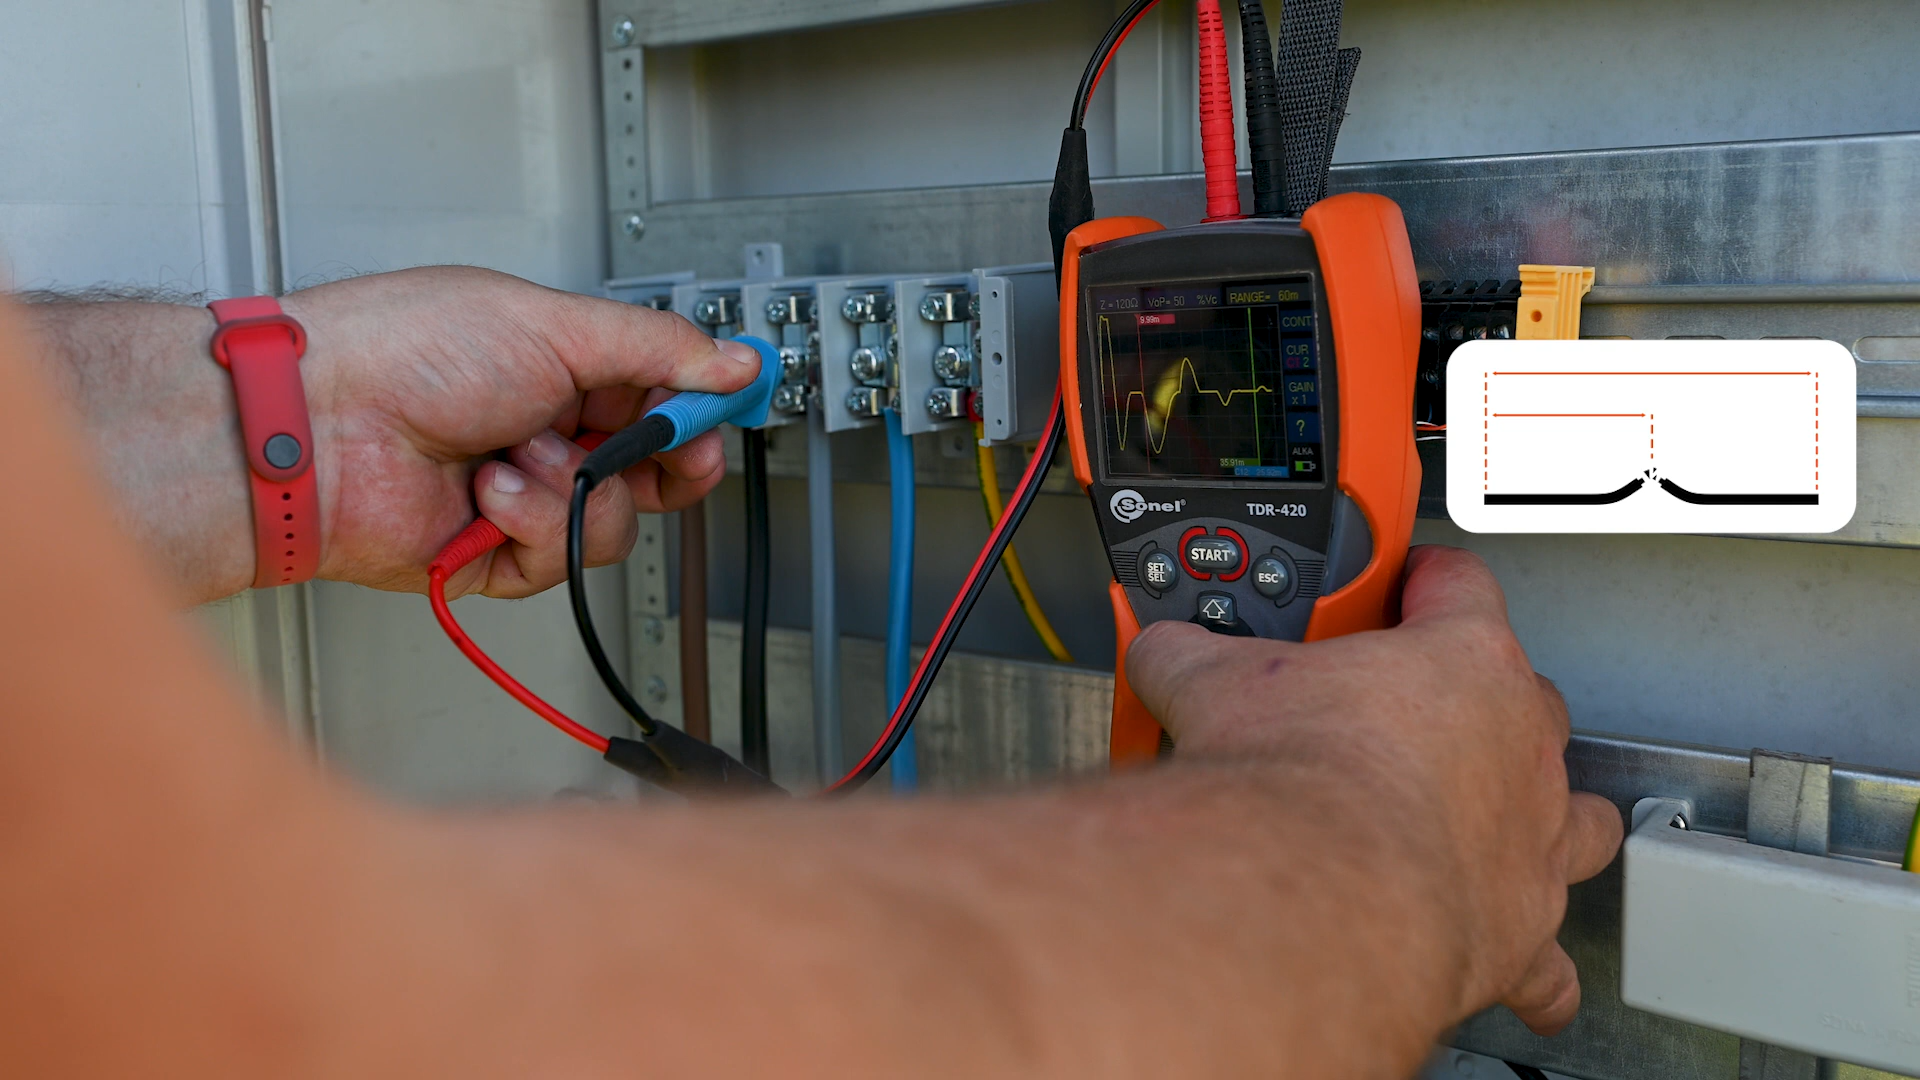 Z = 120Ω VoP= 50 %Vc RANGE= 60m
9.99m
CONT
CUR
C1 2
GAIN
x 1
?
ALKA
35.91m
Sonel®
TDR-420
START
SET
SEL
ESC